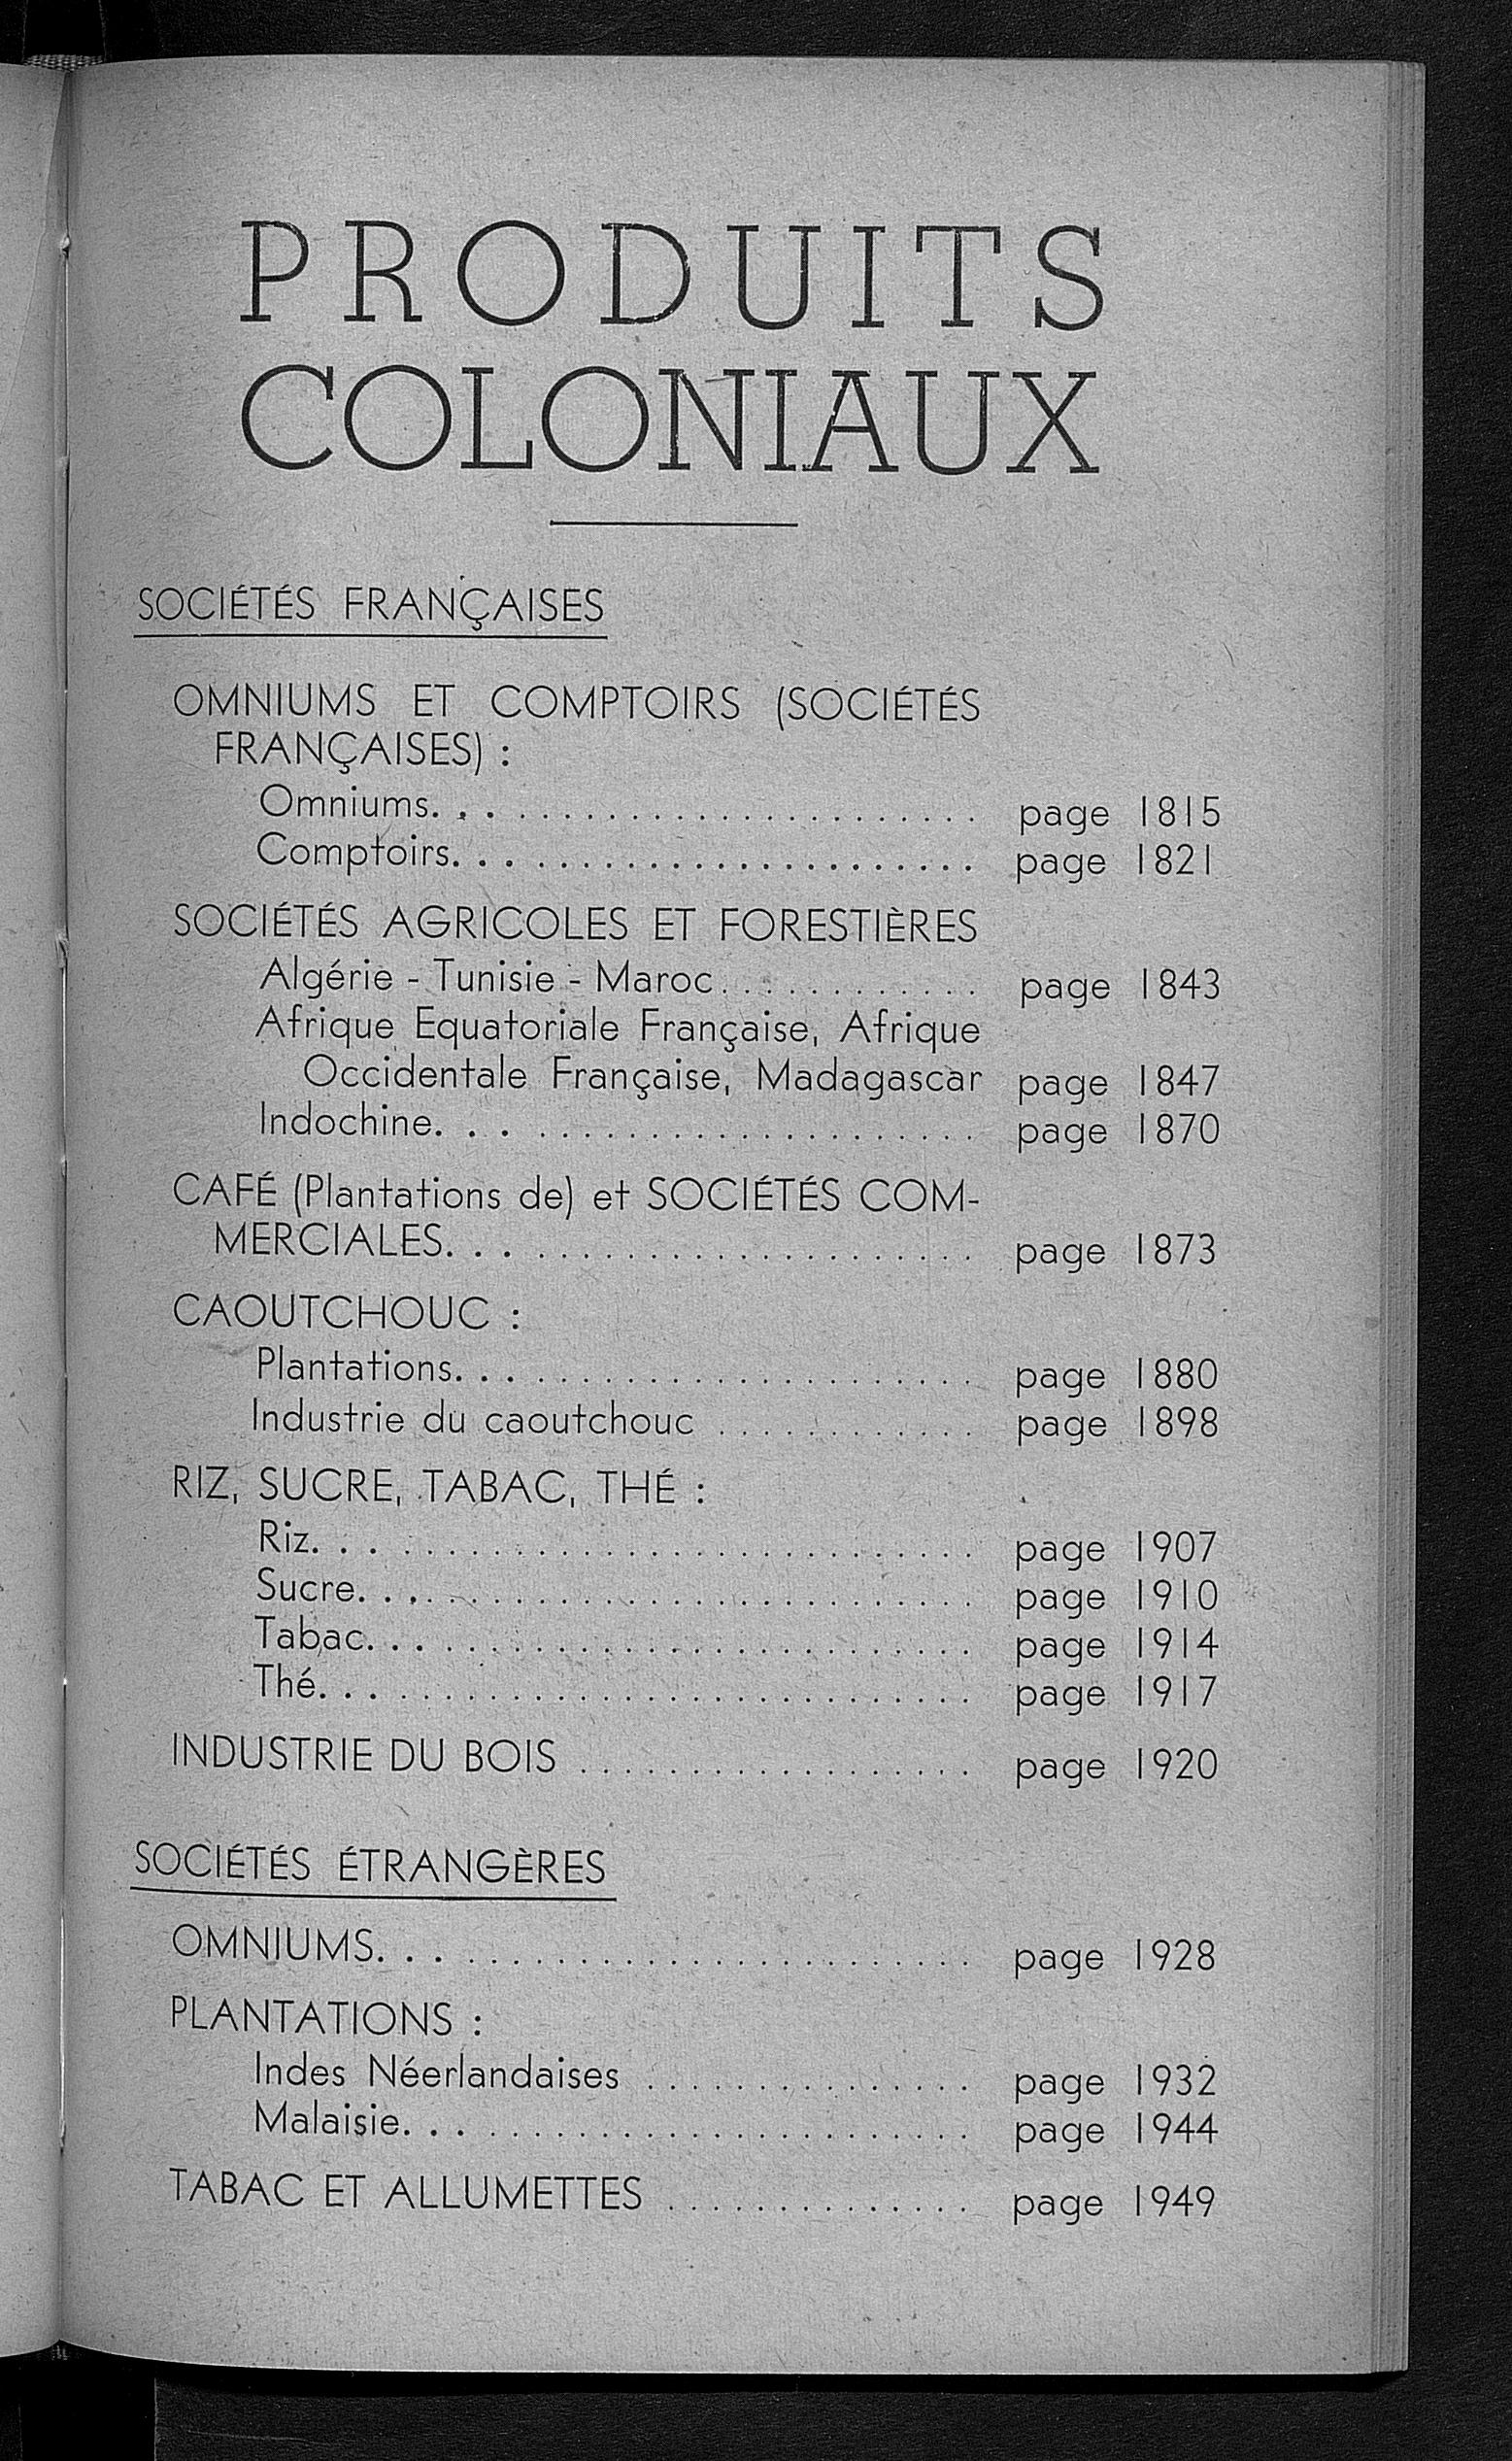 PRODUITS
COLONIAUX
SOCIÉTÉS FRANÇAISES
OMNIUMS ET COMPTOIRS (SOCIÉTÉS
FRANÇAISES) :
Omniums. . . . . . . . . . . . . . . . . . . . . . . . page 1815
Comptoirs. . . . . . . . . . . . . . . . . . . . . . . page 1821
SOCIÉTÉS AGRICOLES ET FORESTIÈRES
Algérie - Tunisie - Maroc. . . . . . . . . . . . page 1843
Afrique Equatoriale Française, Afrique
Occidentale Française, Madagascar page 1847
Indochine. . . . . . . . . . . . . . . . . . . . . . . page 1870
CAFÉ (Plantations de) et SOCIÉTÉS COM-
MERCIALES. . . . . . . . . . . . . . . . . . . . . . . page 1873
CAOUTCHOUC :
Plantations. . . . . . . . . . . . . . . . . . . . . . . page 1880
Industrie du caoutchouc . . . . . . . . . . . . page 1898
RIZ, SUCRE, TABAC, THÉ :
Riz. . . . . . . . . . . . . . . . . . . . . . . . . . . . . page 1907
Sucre. . . . . . . . . . . . . . . . . . . . . . . . . . . page 1910
Tabac. . . . . . . . . . . . . . . . . . . . . . . . . . . page 1914
Thé. . . . . . . . . . . . . . . . . . . . . . . . . . . . . page 1917
INDUSTRIE DU BOIS . . . . . . . . . . . . . . . . . . page 1920
SOCIÉTÉS ÉTRANGÈRES
OMNIUMS. . . . . . . . . . . . . . . . . . . . . . . . . . page 1928
PLANTATIONS :
Indes Néerlandaises . . . . . . . . . . . . . . . page 1932
Malaisie. . . . . . . . . . . . . . . . . . . . . . . . . page 1944
TABAC ET ALLUMETTES . . . . . . . . . . . . . . page 1949